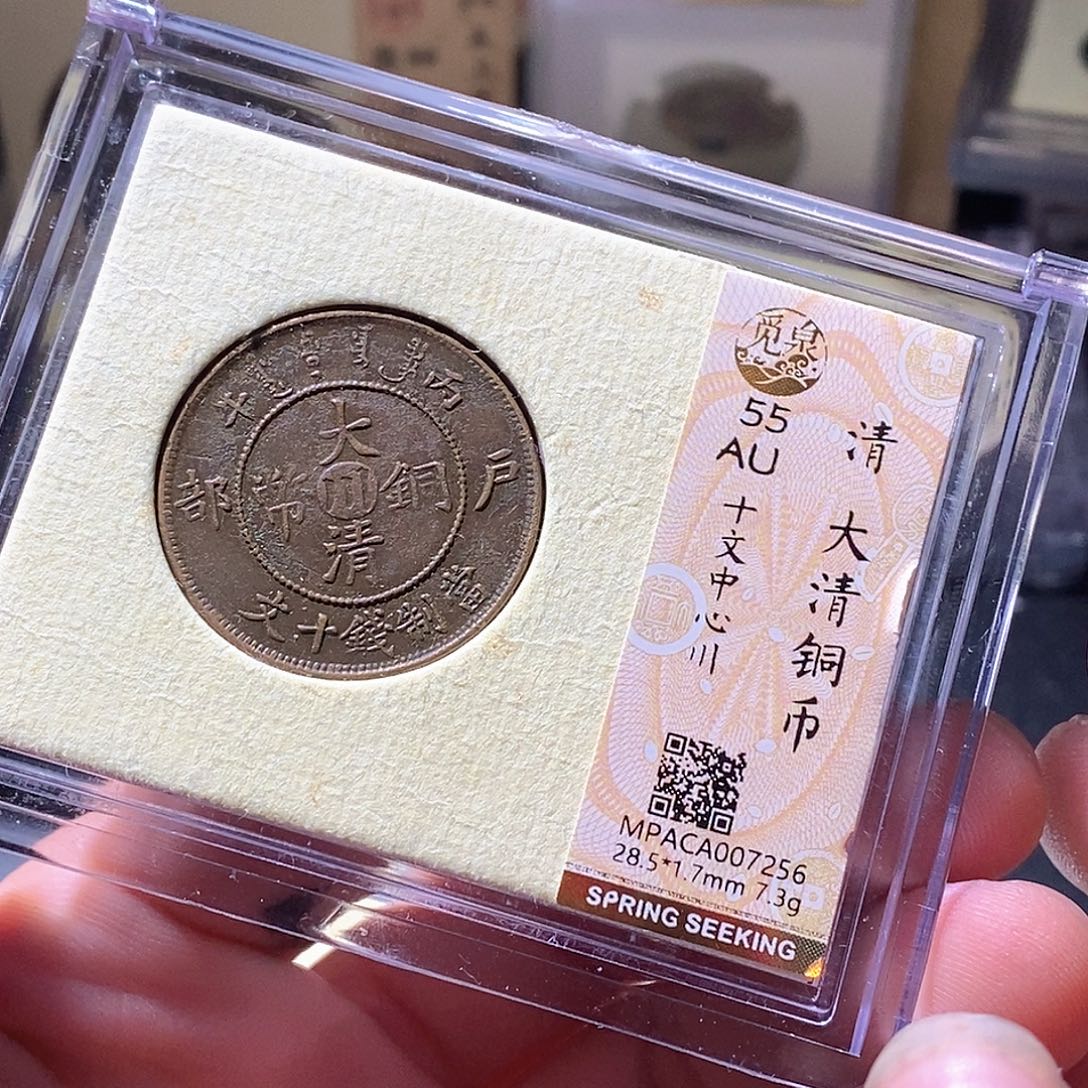 大清銅幣
川
丙午
户部
當制錢十文
觅泉
55
AU
清 大清铜币
十文中心川
MPACA007256
28.5*1.7mm 7.3g
SPRING SEEKING